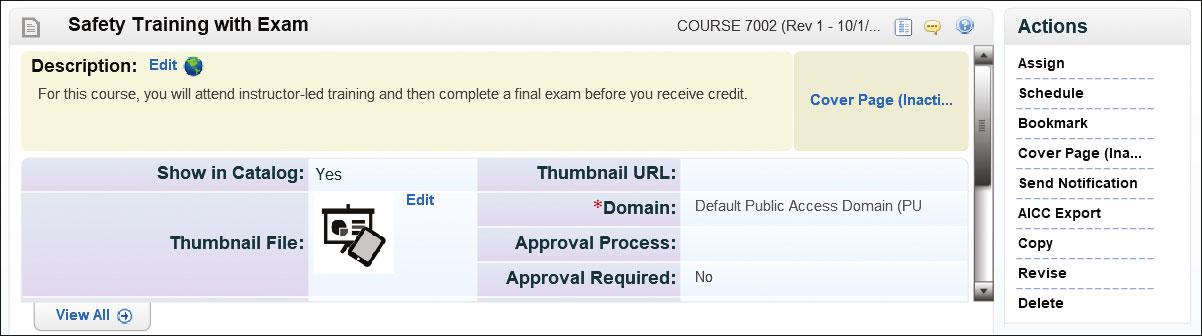 Safety Training with Exam
COURSE 7002 (Rev 1 - 10/1/...
Description: Edit
For this course, you will attend instructor-led training and then complete a final exam before you receive credit.
Cover Page (Inacti...
Show in Catalog: Yes
Thumbnail URL:
Thumbnail File: Edit
*Domain: Default Public Access Domain (PU
Approval Process:
Approval Required: No
View All
Actions
Assign
Schedule
Bookmark
Cover Page (Ina...
Send Notification
AICC Export
Copy
Revise
Delete